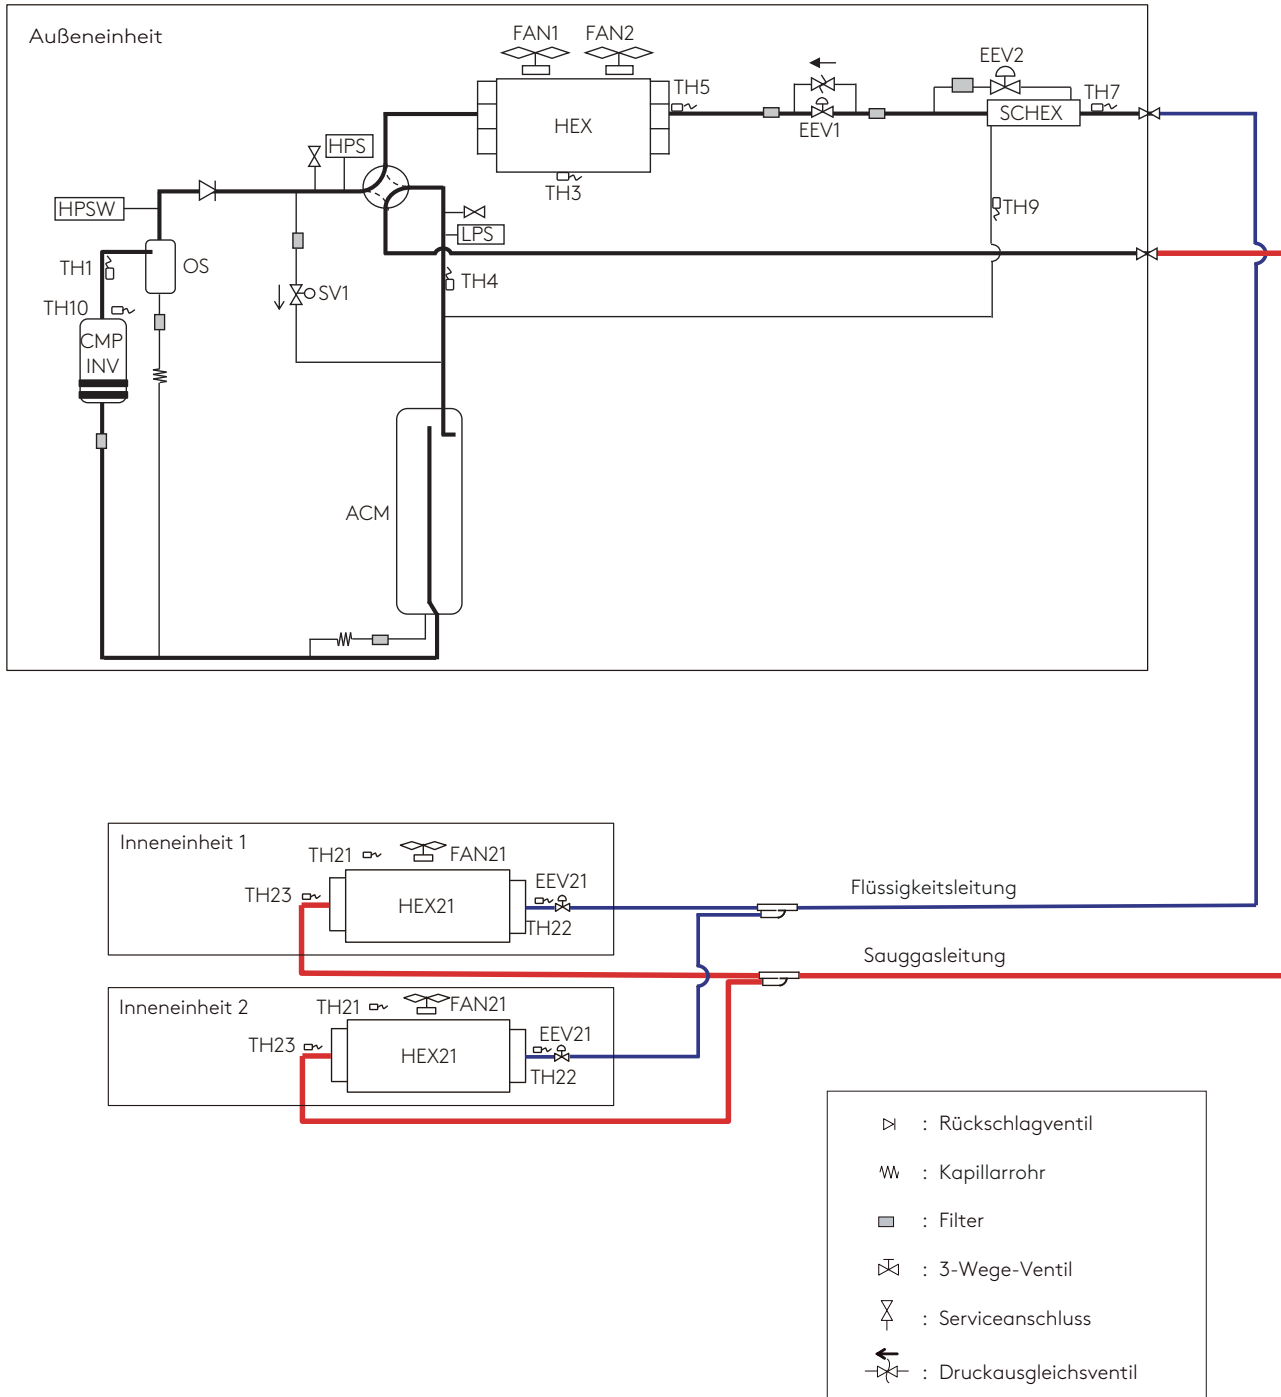 Außeneinheit
FAN1
FAN2
EEV2
TH5
TH7
HEX
EEV1
SCHEX
HPS
TH3
HPSW
TH9
LPS
TH1
OS
TH4
SV1
TH10
CMP
INV
ACM
Inneneinheit 1
TH21
FAN21
TH23
EEV21
HEX21
TH22
Flüssigkeitsleitung
Sauggasleitung
Inneneinheit 2
TH21
FAN21
TH23
EEV21
HEX21
TH22
: Rückschlagventil
: Kapillarrohr
: Filter
: 3-Wege-Ventil
: Serviceanschluss
: Druckausgleichsventil